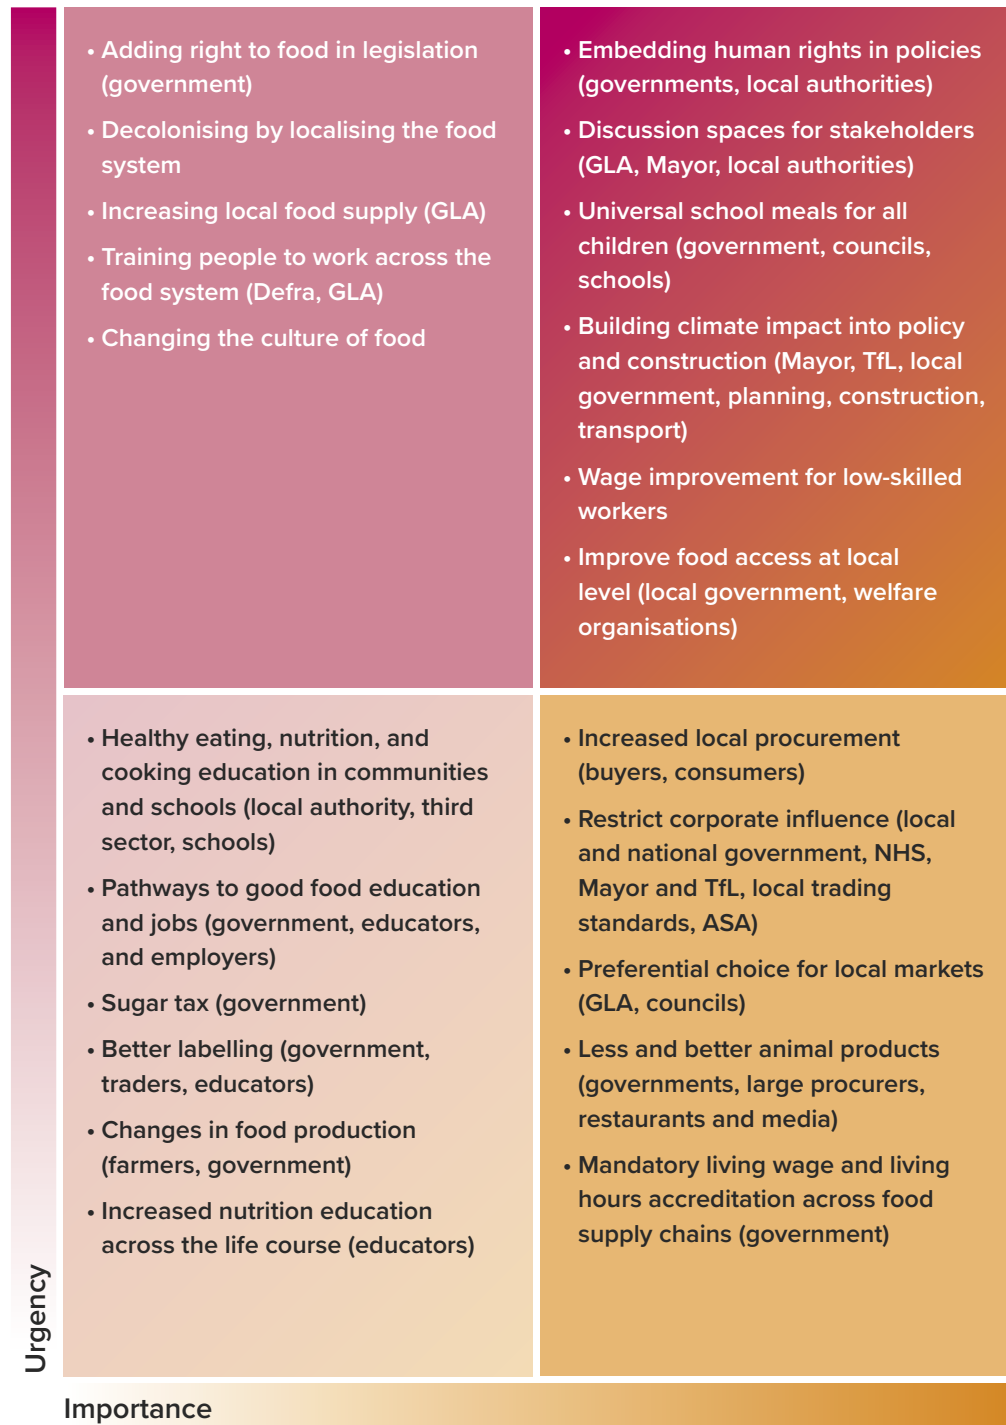 • Adding right to food in legislation
(government)
• Decolonising by localising the food
system
• Increasing local food supply (GLA)
• Training people to work across the
food system (Defra, GLA)
• Changing the culture of food
• Embedding human rights in policies
(governments, local authorities)
• Discussion spaces for stakeholders
(GLA, Mayor, local authorities)
• Universal school meals for all
children (government, councils,
schools)
• Building climate impact into policy
and construction (Mayor, TfL, local
government, planning, construction,
transport)
• Wage improvement for low-skilled
workers
• Improve food access at local
level (local government, welfare
organisations)
• Healthy eating, nutrition, and
cooking education in communities
and schools (local authority, third
sector, schools)
• Pathways to good food education
and jobs (government, educators,
and employers)
• Sugar tax (government)
• Better labelling (government,
traders, educators)
• Changes in food production
(farmers, government)
• Increased nutrition education
across the life course (educators)
• Increased local procurement
(buyers, consumers)
• Restrict corporate influence (local
and national government, NHS,
Mayor and TfL, local trading
standards, ASA)
• Preferential choice for local markets
(GLA, councils)
• Less and better animal products
(governments, large procurers,
restaurants and media)
• Mandatory living wage and living
hours accreditation across food
supply chains (government)
Urgency
Importance